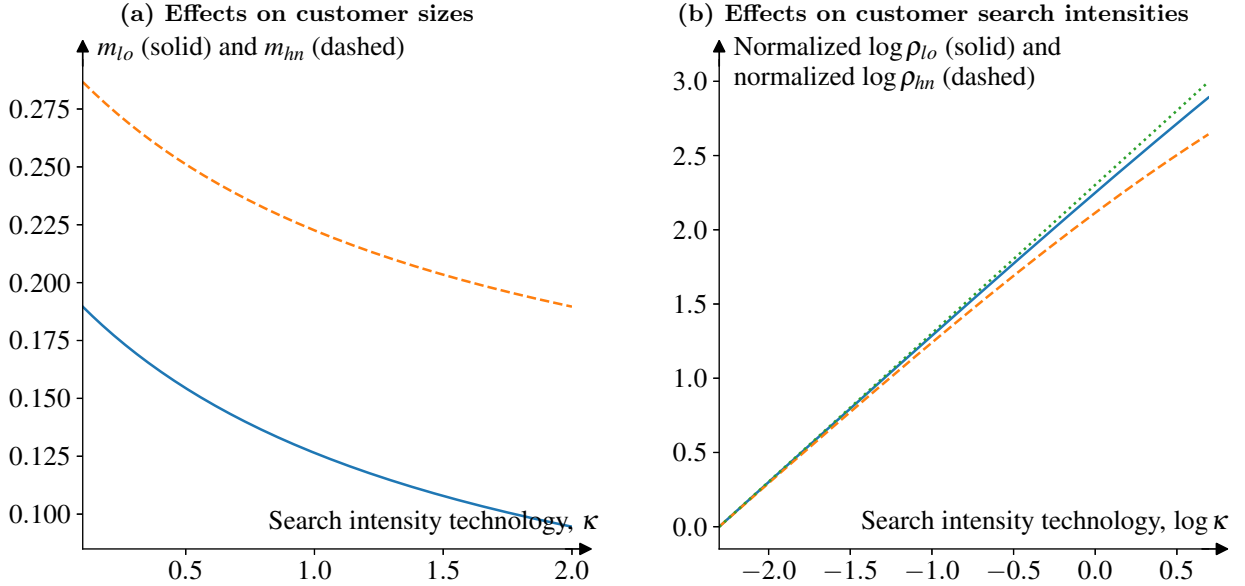 (a) Effects on customer sizes
m_lo (solid) and m_hn (dashed)
0.275
0.250
0.225
0.200
0.175
0.150
0.125
0.100
Search intensity technology, κ
0.5 1.0 1.5 2.0
(b) Effects on customer search intensities
Normalized log ρ_lo (solid) and
normalized log ρ_hn (dashed)
3.0
2.5
2.0
1.5
1.0
0.5
0.0
Search intensity technology, log κ
−2.0 −1.5 −1.0 −0.5 0.0 0.5